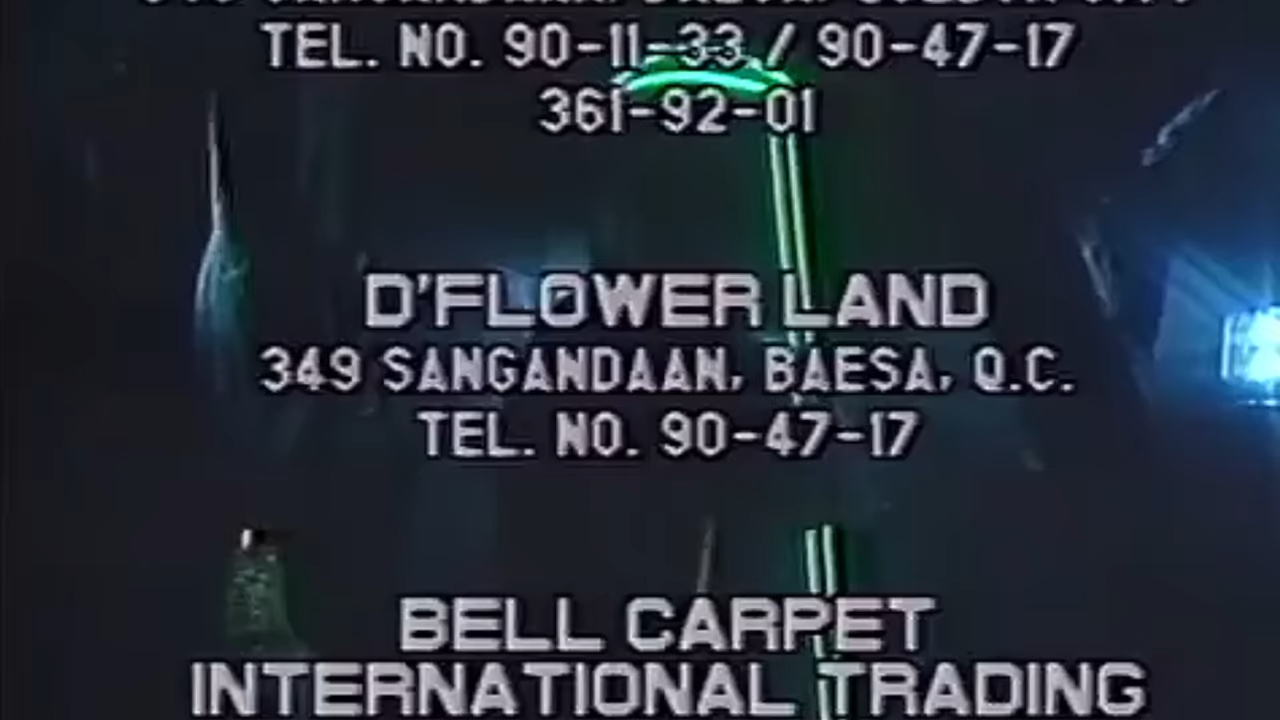 TEL. NO. 90-11-33 / 90-47-17
361-92-01
D'FLOWER LAND
349 SANGANDAAN, BAESA, Q.C.
TEL. NO. 90-47-17
BELL CARPET
INTERNATIONAL TRADING